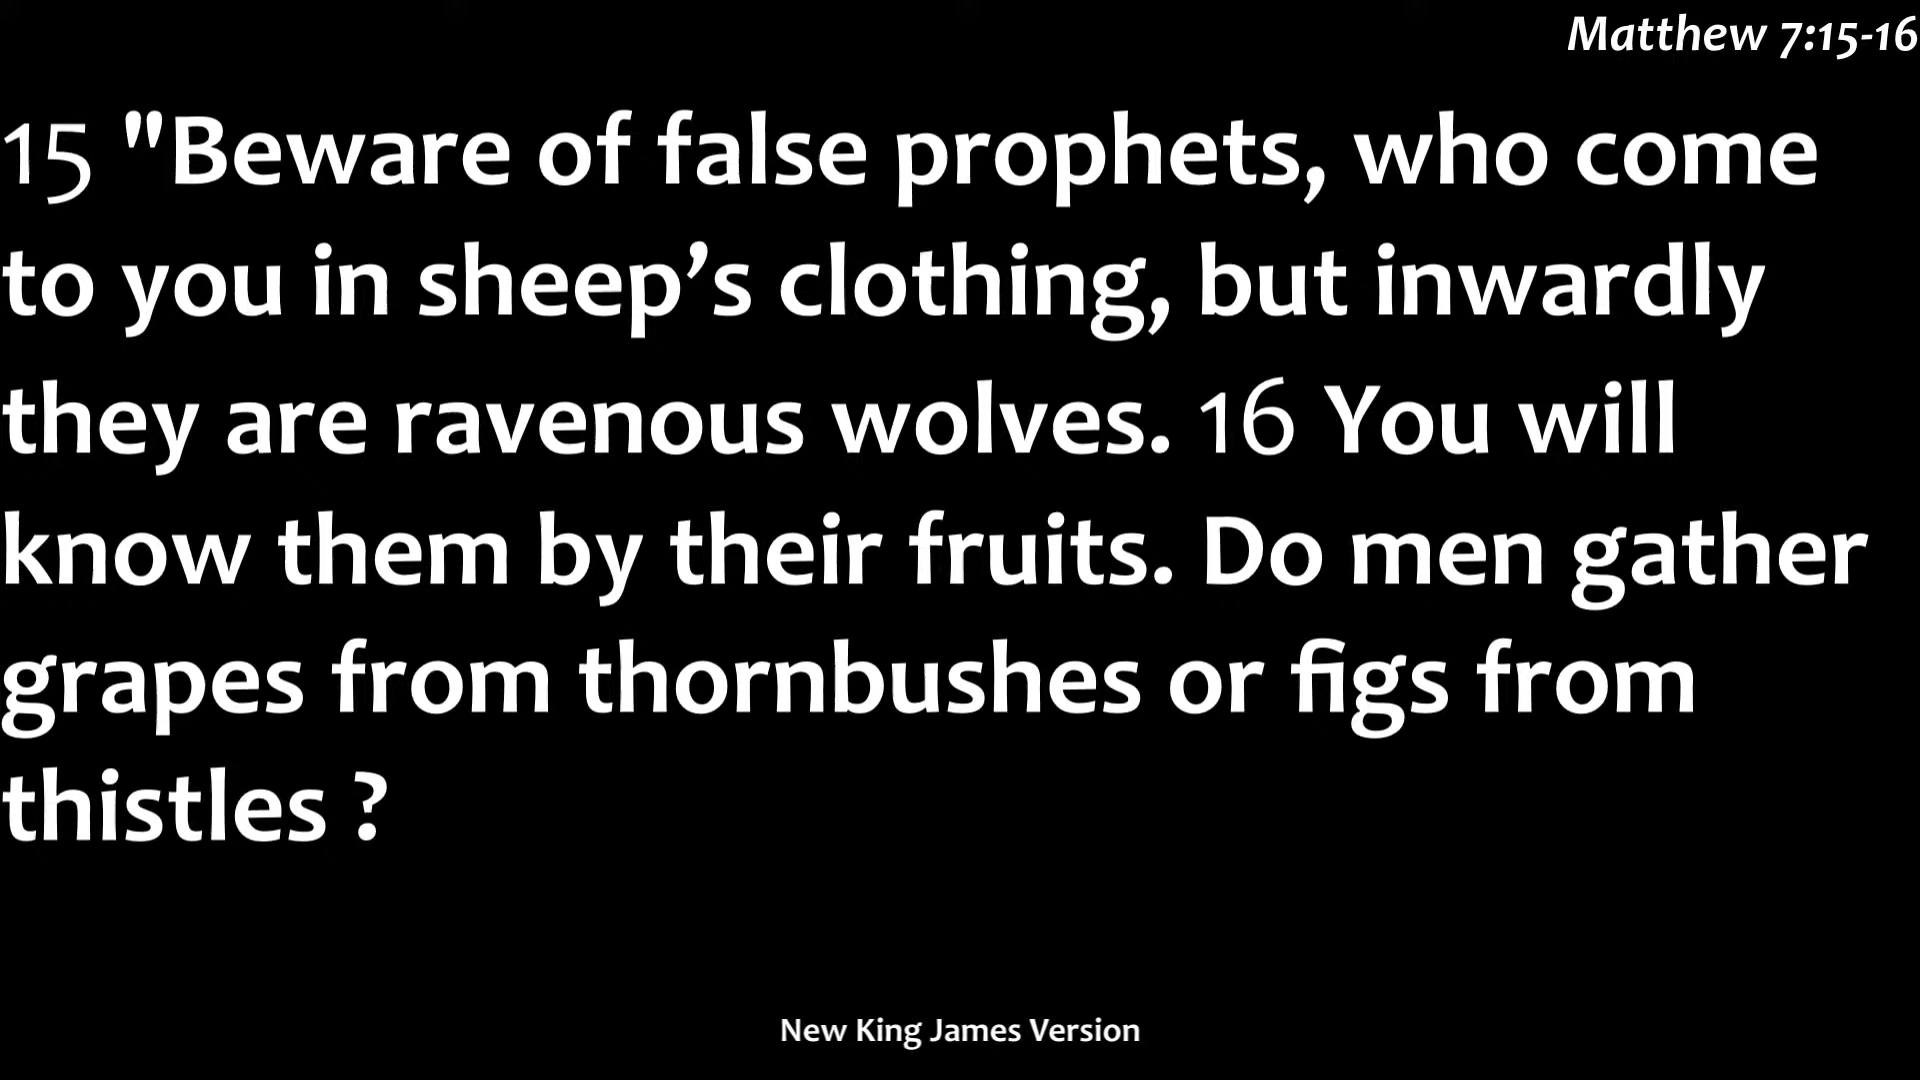 Matthew 7:15-16
15 "Beware of false prophets, who come
to you in sheep’s clothing, but inwardly
they are ravenous wolves. 16 You will
know them by their fruits. Do men gather
grapes from thornbushes or figs from
thistles ?
New King James Version